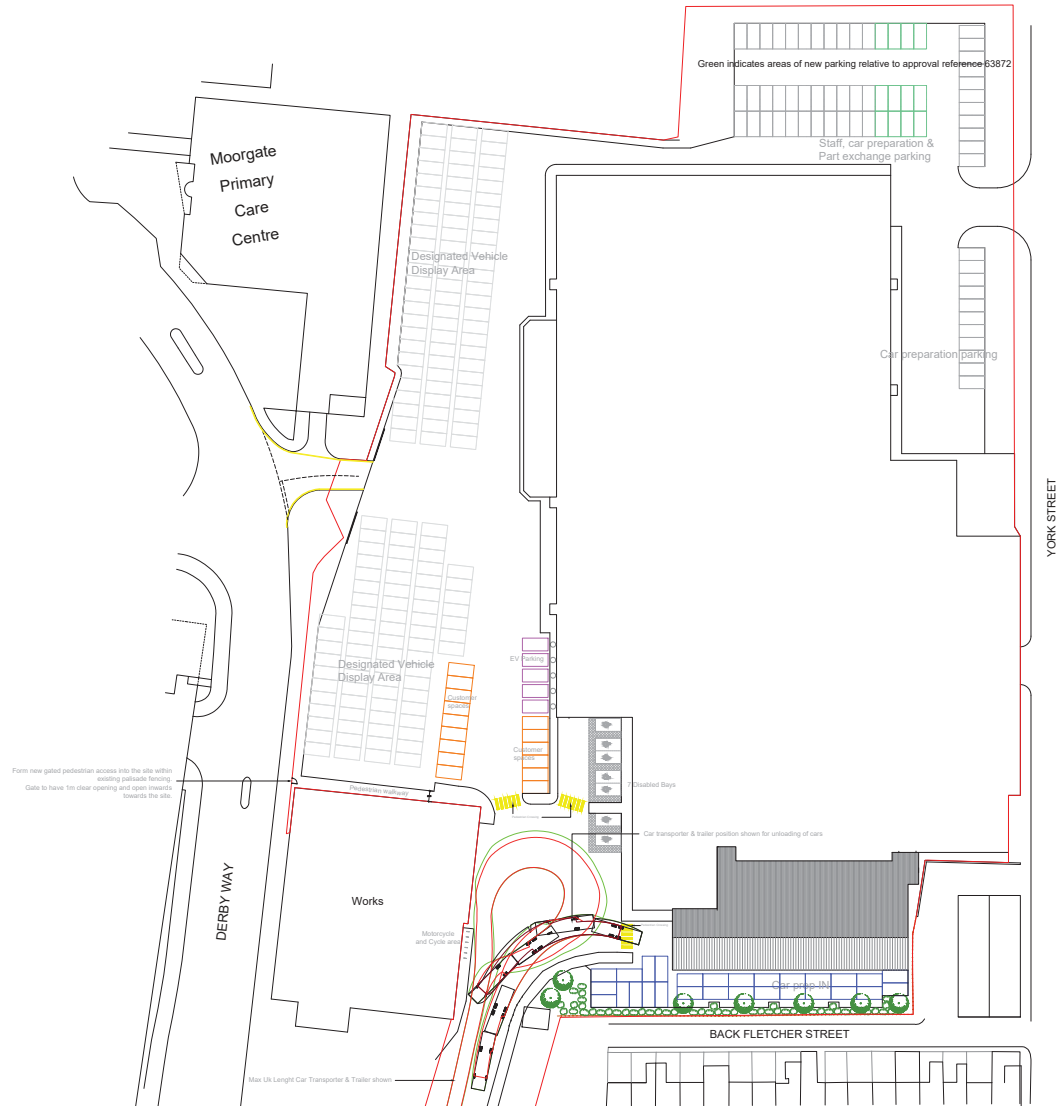 Green indicates areas of new parking relative to approval reference 63872
Staff, car preparation &
Part exchange parking
Moorgate
Primary
Care
Centre
Designated Vehicle
Display Area
Car preparation parking
YORK STREET
EV Parking
Designated Vehicle
Display Area
Customer
spaces
Customer
spaces
Form new gated pedestrian access into the site within
existing palisade fencing.
Gate to have 1m clear opening and open inwards
towards the site.
Pedestrian walkway
7 Disabled Bays
Car transporter & trailer position shown for unloading of cars
DERBY WAY
Works
Motorcycle
and Cycle area
Car prep IN
BACK FLETCHER STREET
Max Uk Lenght Car Transporter & Trailer shown